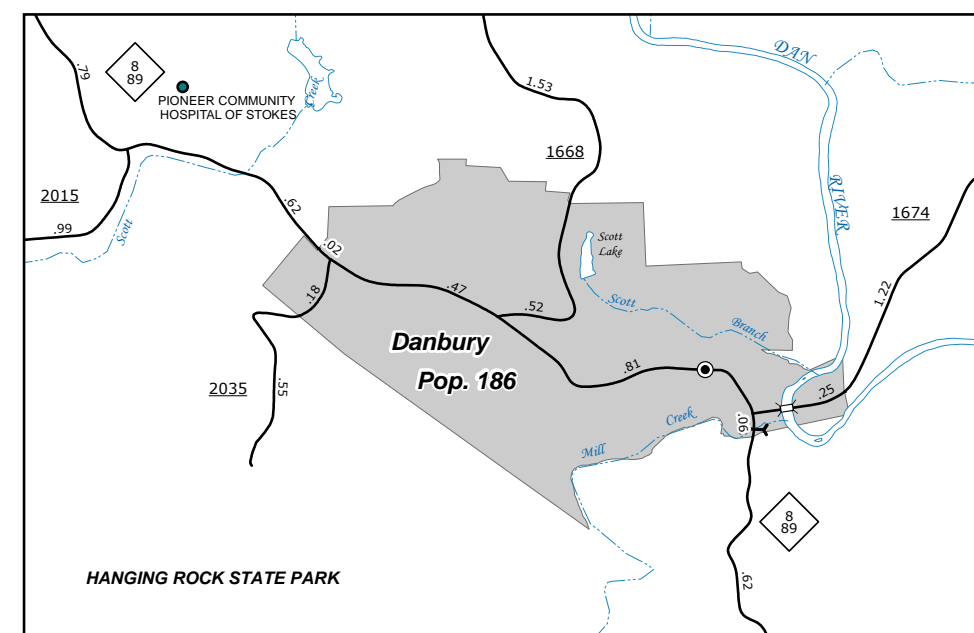 DAN
RIVER
.79
8
89
PIONEER COMMUNITY
HOSPITAL OF STOKES
Creek
1.53
1668
2015
.99
Scott
.62
.02
.18
.47
.52
Scott
Lake
Scott
Branch
1674
1.22
Danbury
Pop. 186
.81
.25
2035
.55
.06
Creek
Mill
8
89
.62
HANGING ROCK STATE PARK